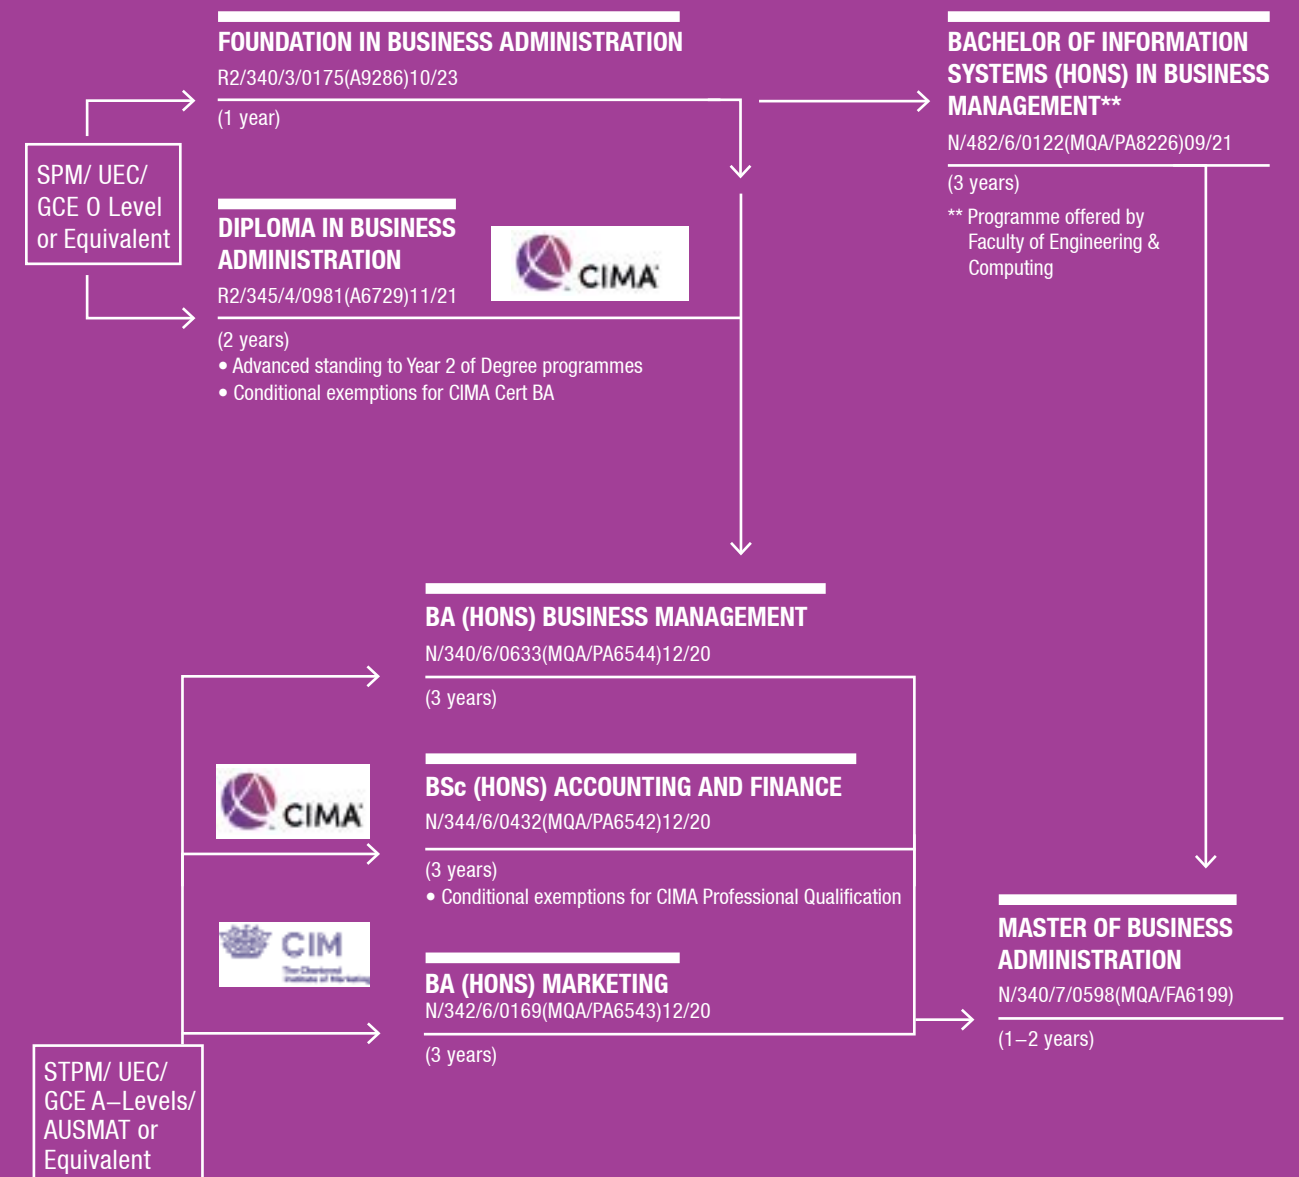 FOUNDATION IN BUSINESS ADMINISTRATION
R2/340/3/0175(A9286)10/23
(1 year)
BACHELOR OF INFORMATION
SYSTEMS (HONS) IN BUSINESS
MANAGEMENT**
N/482/6/0122(MQA/PA8226)09/21
(3 years)
** Programme offered by
Faculty of Engineering &
Computing
SPM/ UEC/
GCE O Level
or Equivalent
DIPLOMA IN BUSINESS
ADMINISTRATION
R2/345/4/0981(A6729)11/21
CIMA
(2 years)
• Advanced standing to Year 2 of Degree programmes
• Conditional exemptions for CIMA Cert BA
BA (HONS) BUSINESS MANAGEMENT
N/340/6/0633(MQA/PA6544)12/20
(3 years)
CIMA
BSc (HONS) ACCOUNTING AND FINANCE
N/344/6/0432(MQA/PA6542)12/20
(3 years)
• Conditional exemptions for CIMA Professional Qualification
CIM
The Chartered
Institute of Marketing
BA (HONS) MARKETING
N/342/6/0169(MQA/PA6543)12/20
(3 years)
MASTER OF BUSINESS
ADMINISTRATION
N/340/7/0598(MQA/FA6199)
(1–2 years)
STPM/ UEC/
GCE A–Levels/
AUSMAT or
Equivalent